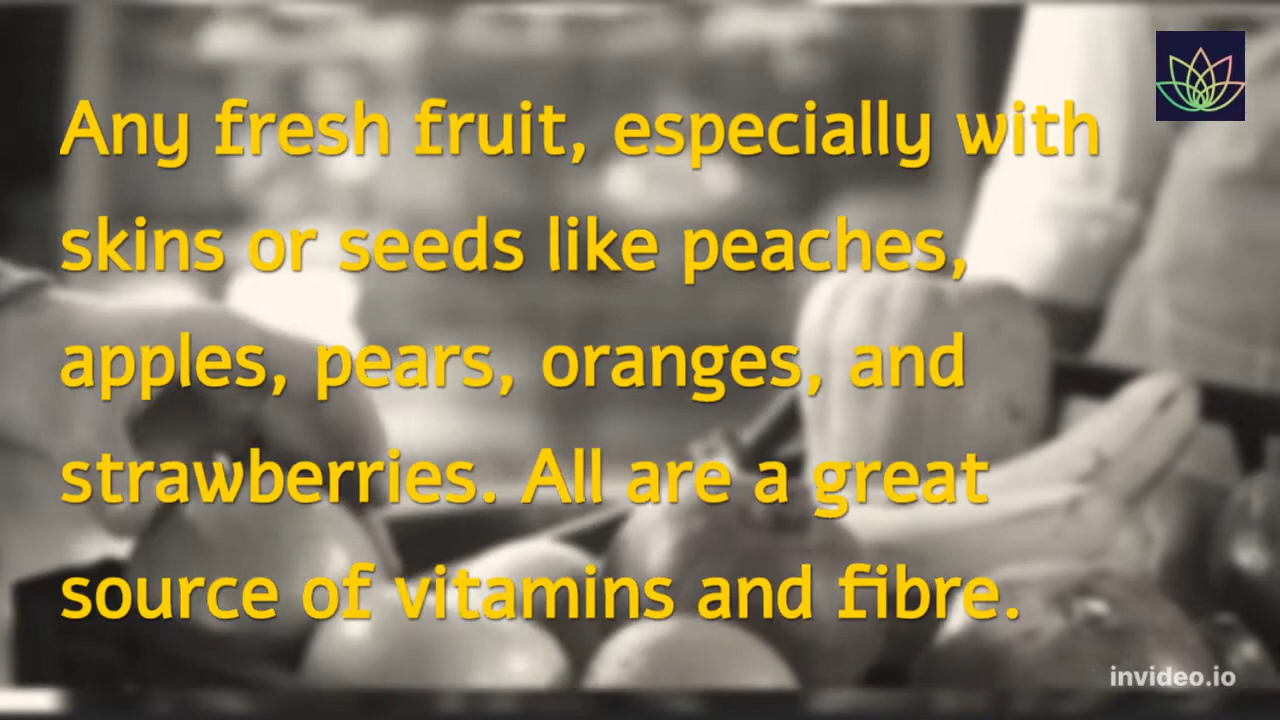 Any fresh fruit, especially with
skins or seeds like peaches,
apples, pears, oranges, and
strawberries. All are a great
source of vitamins and fibre.
invideo.io